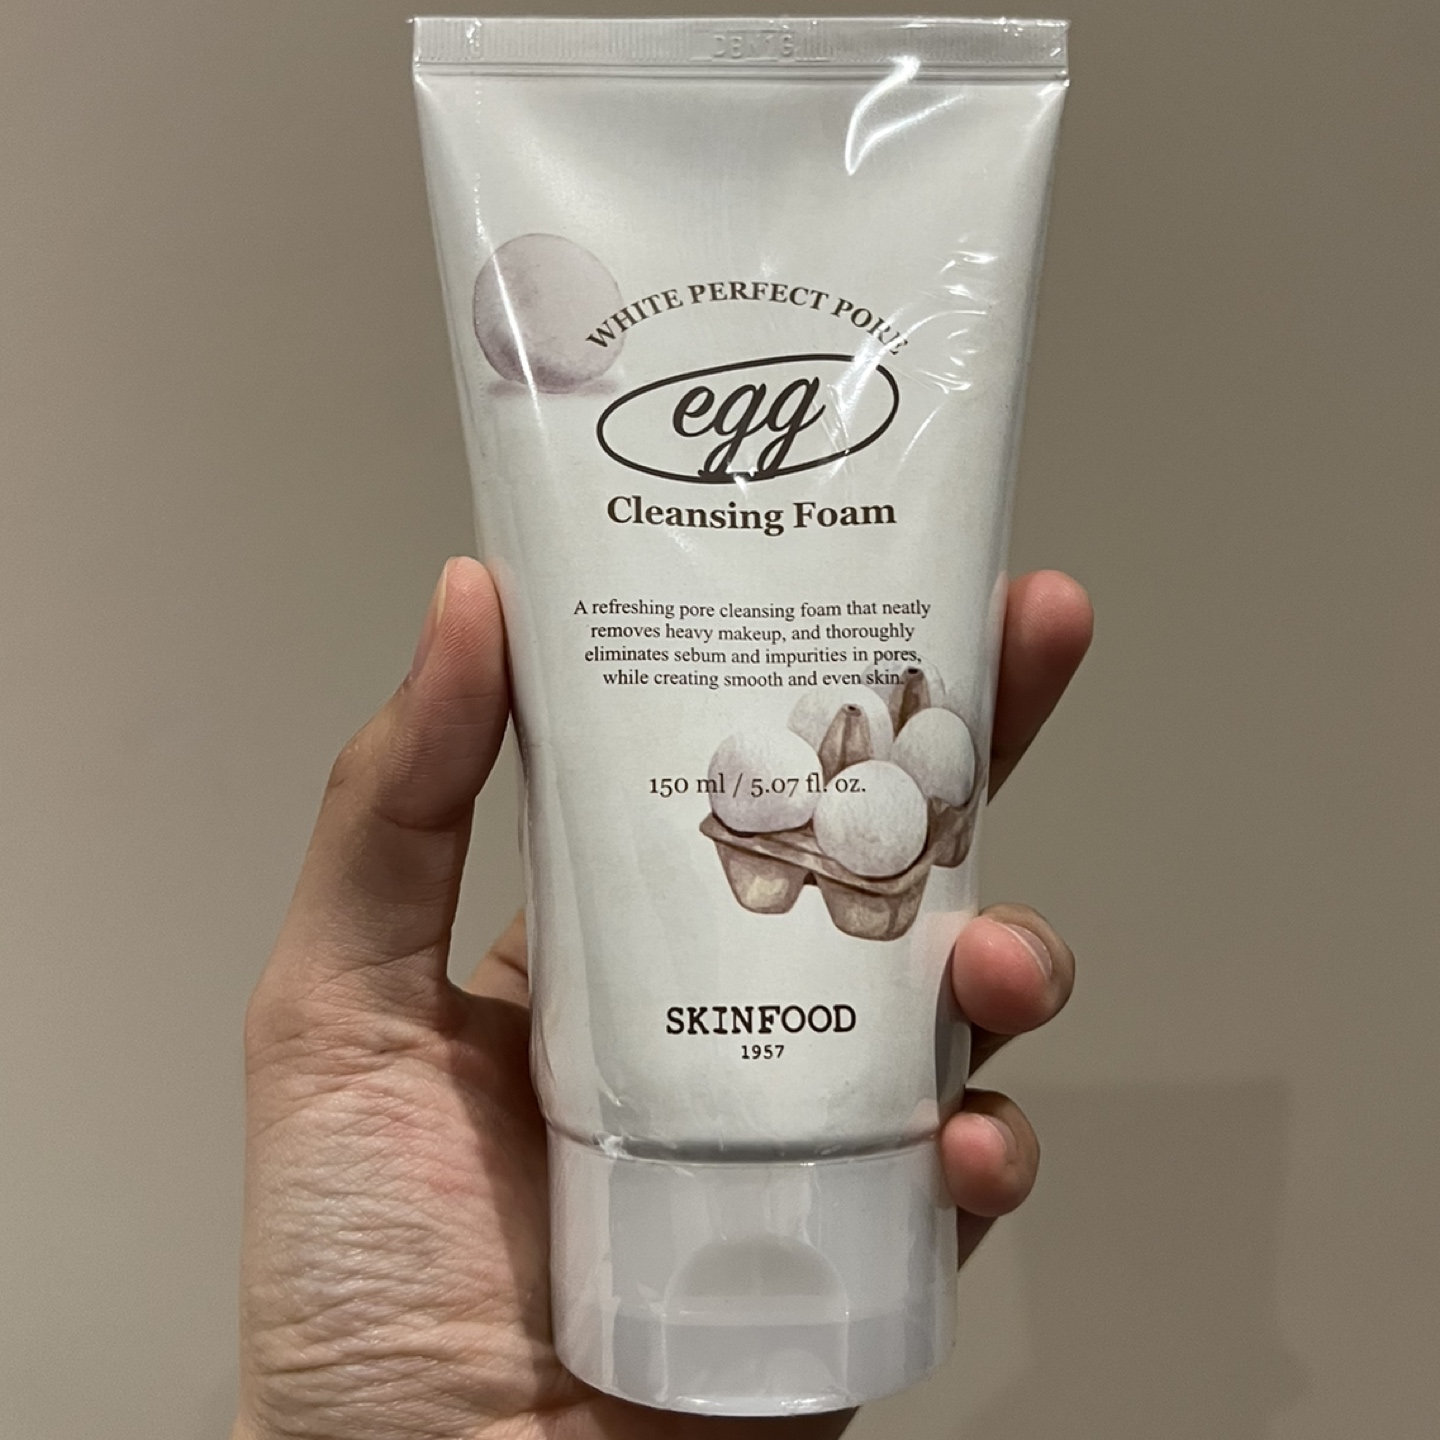 WHITE PERFECT PORE
egg
Cleansing Foam
A refreshing pore cleansing foam that neatly
removes heavy makeup, and thoroughly
eliminates sebum and impurities in pores,
while creating smooth and even skin.
150 ml / 5.07 fl. oz.
SKINFOOD
1957